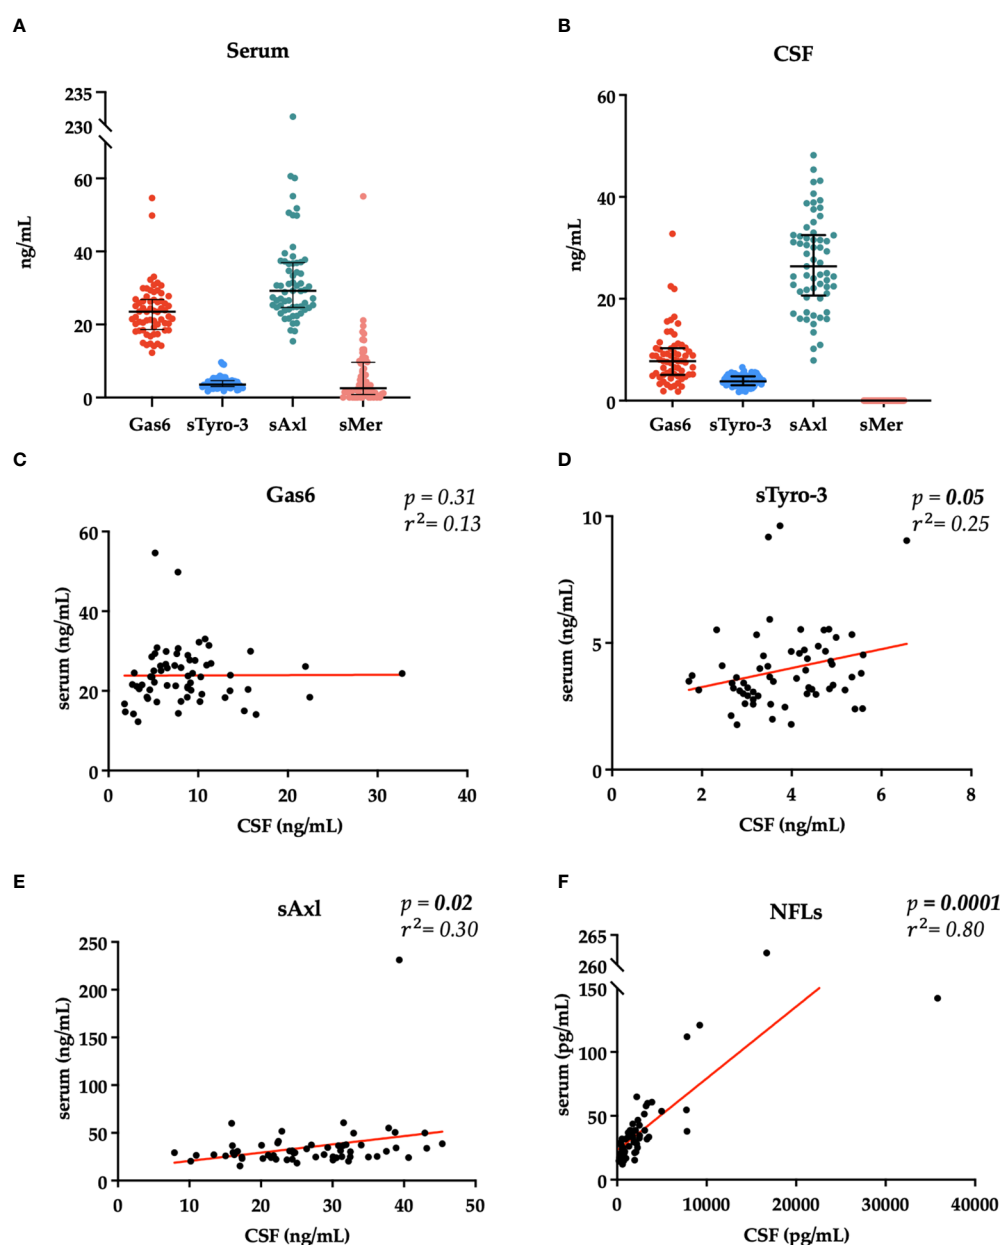 A
B
Serum
CSF
235
230
60
40
20
0
ng/mL
Gas6 sTyro-3 sAxl sMer
60
40
20
0
ng/mL
Gas6 sTyro-3 sAxl sMer
C
D
Gas6
p = 0.31
r²= 0.13
60
40
20
0
serum (ng/mL)
0 10 20 30 40
CSF (ng/mL)
sTyro-3
p = 0.05
r²= 0.25
10
5
0
serum (ng/mL)
2 4 6 8
CSF (ng/mL)
E
F
sAxl
p = 0.02
r²= 0.30
250
200
150
100
50
0
serum (ng/mL)
0 10 20 30 40 50
CSF (ng/mL)
NFLs
p = 0.0001
r²= 0.80
265
260
150
100
50
0
serum (pg/mL)
0 10000 20000 30000 40000
CSF (pg/mL)